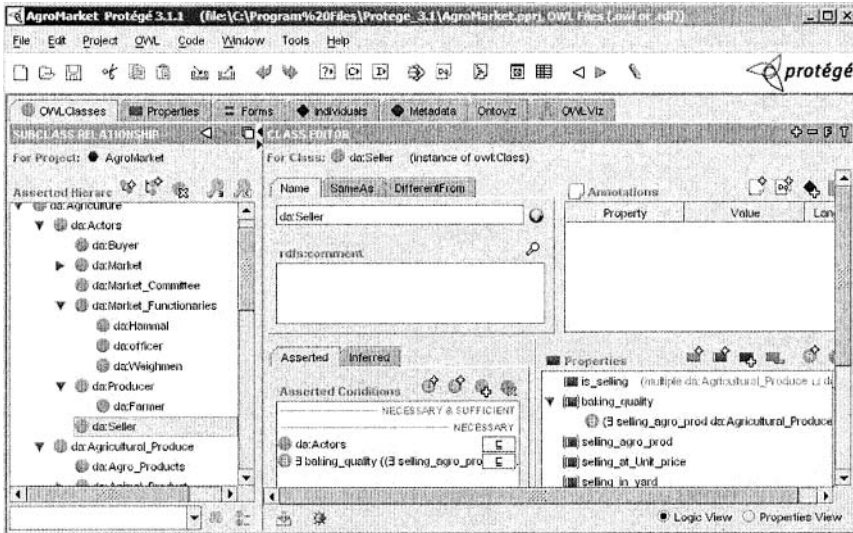 AgroMarket Protégé 3.1.1 (file:\C:\Program%20Files\Protege_3.1\AgroMarket.pprj, OWL Files (.owl or .rdf))
File Edit Project OWL Code Window Tools Help
protégé
OWLClasses Properties Forms Individuals Metadata Ontoviz OWLViz
SUBCLASS RELATIONSHIP
CLASS EDITOR
For Project: AgroMarket
For Class: da:Seller (instance of owl:Class)
Asserted Hierarc
Name SameAs DifferentFrom
Annotations
Property Value Lan
da:Agriculture
da:Actors
da:Buyer
da:Market
da:Market_Committee
da:Market_Functionaries
da:Hammal
da:officer
da:Weighmen
da:Producer
da:Farmer
da:Seller
da:Agricultural_Produce
da:Agro_Products
da:Animal_Product
da:Seller
rdfs:comment
Asserted Inferred
Asserted Conditions
NECESSARY & SUFFICIENT
NECESSARY
da:Actors ⊑
∃ baking_quality ((∃ selling_agro_pro ⊑
Properties
is_selling (multiple da:Agricultural_Produce ⊔ d
baking_quality
(∃ selling_agro_prod da:Agricultural_Produce
selling_agro_prod
selling_at_Unit_price
selling_in_yard
Logic View Properties View